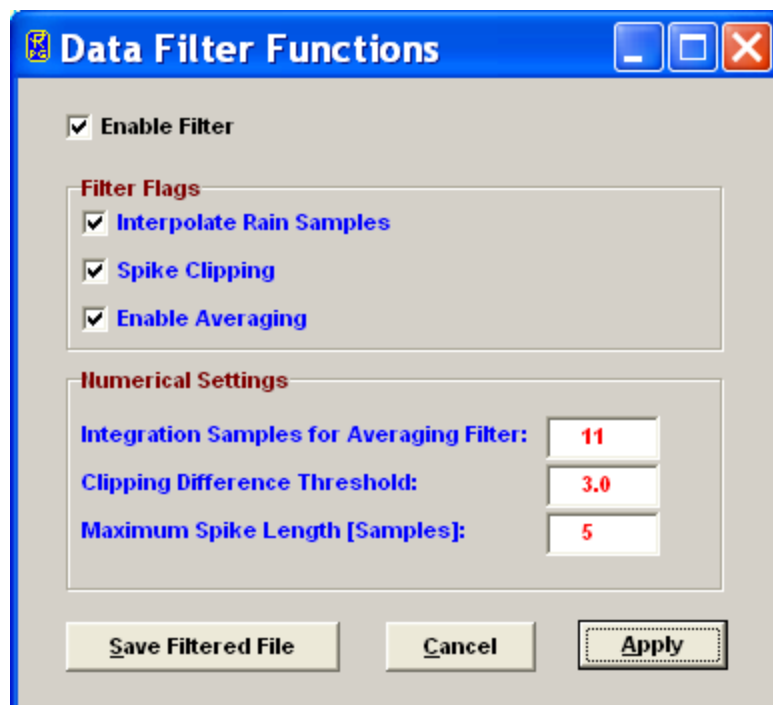 RPG Data Filter Functions
Enable Filter
Filter Flags
Interpolate Rain Samples
Spike Clipping
Enable Averaging
Numerical Settings
Integration Samples for Averaging Filter: 11
Clipping Difference Threshold: 3.0
Maximum Spike Length [Samples]: 5
Save Filtered File Cancel Apply